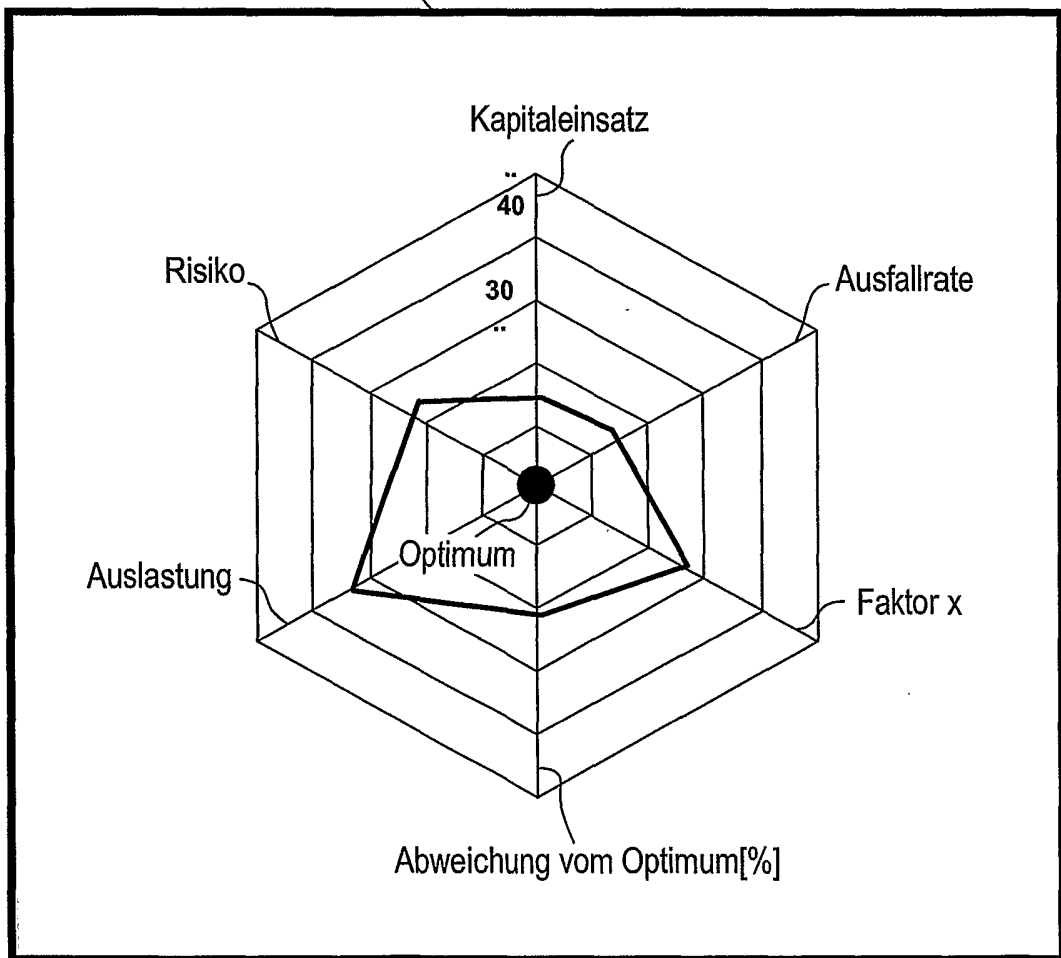 Kapitaleinsatz
¨
40
Risiko
Ausfallrate
30
¨
Optimum
Auslastung
Faktor x
Abweichung vom Optimum[%]